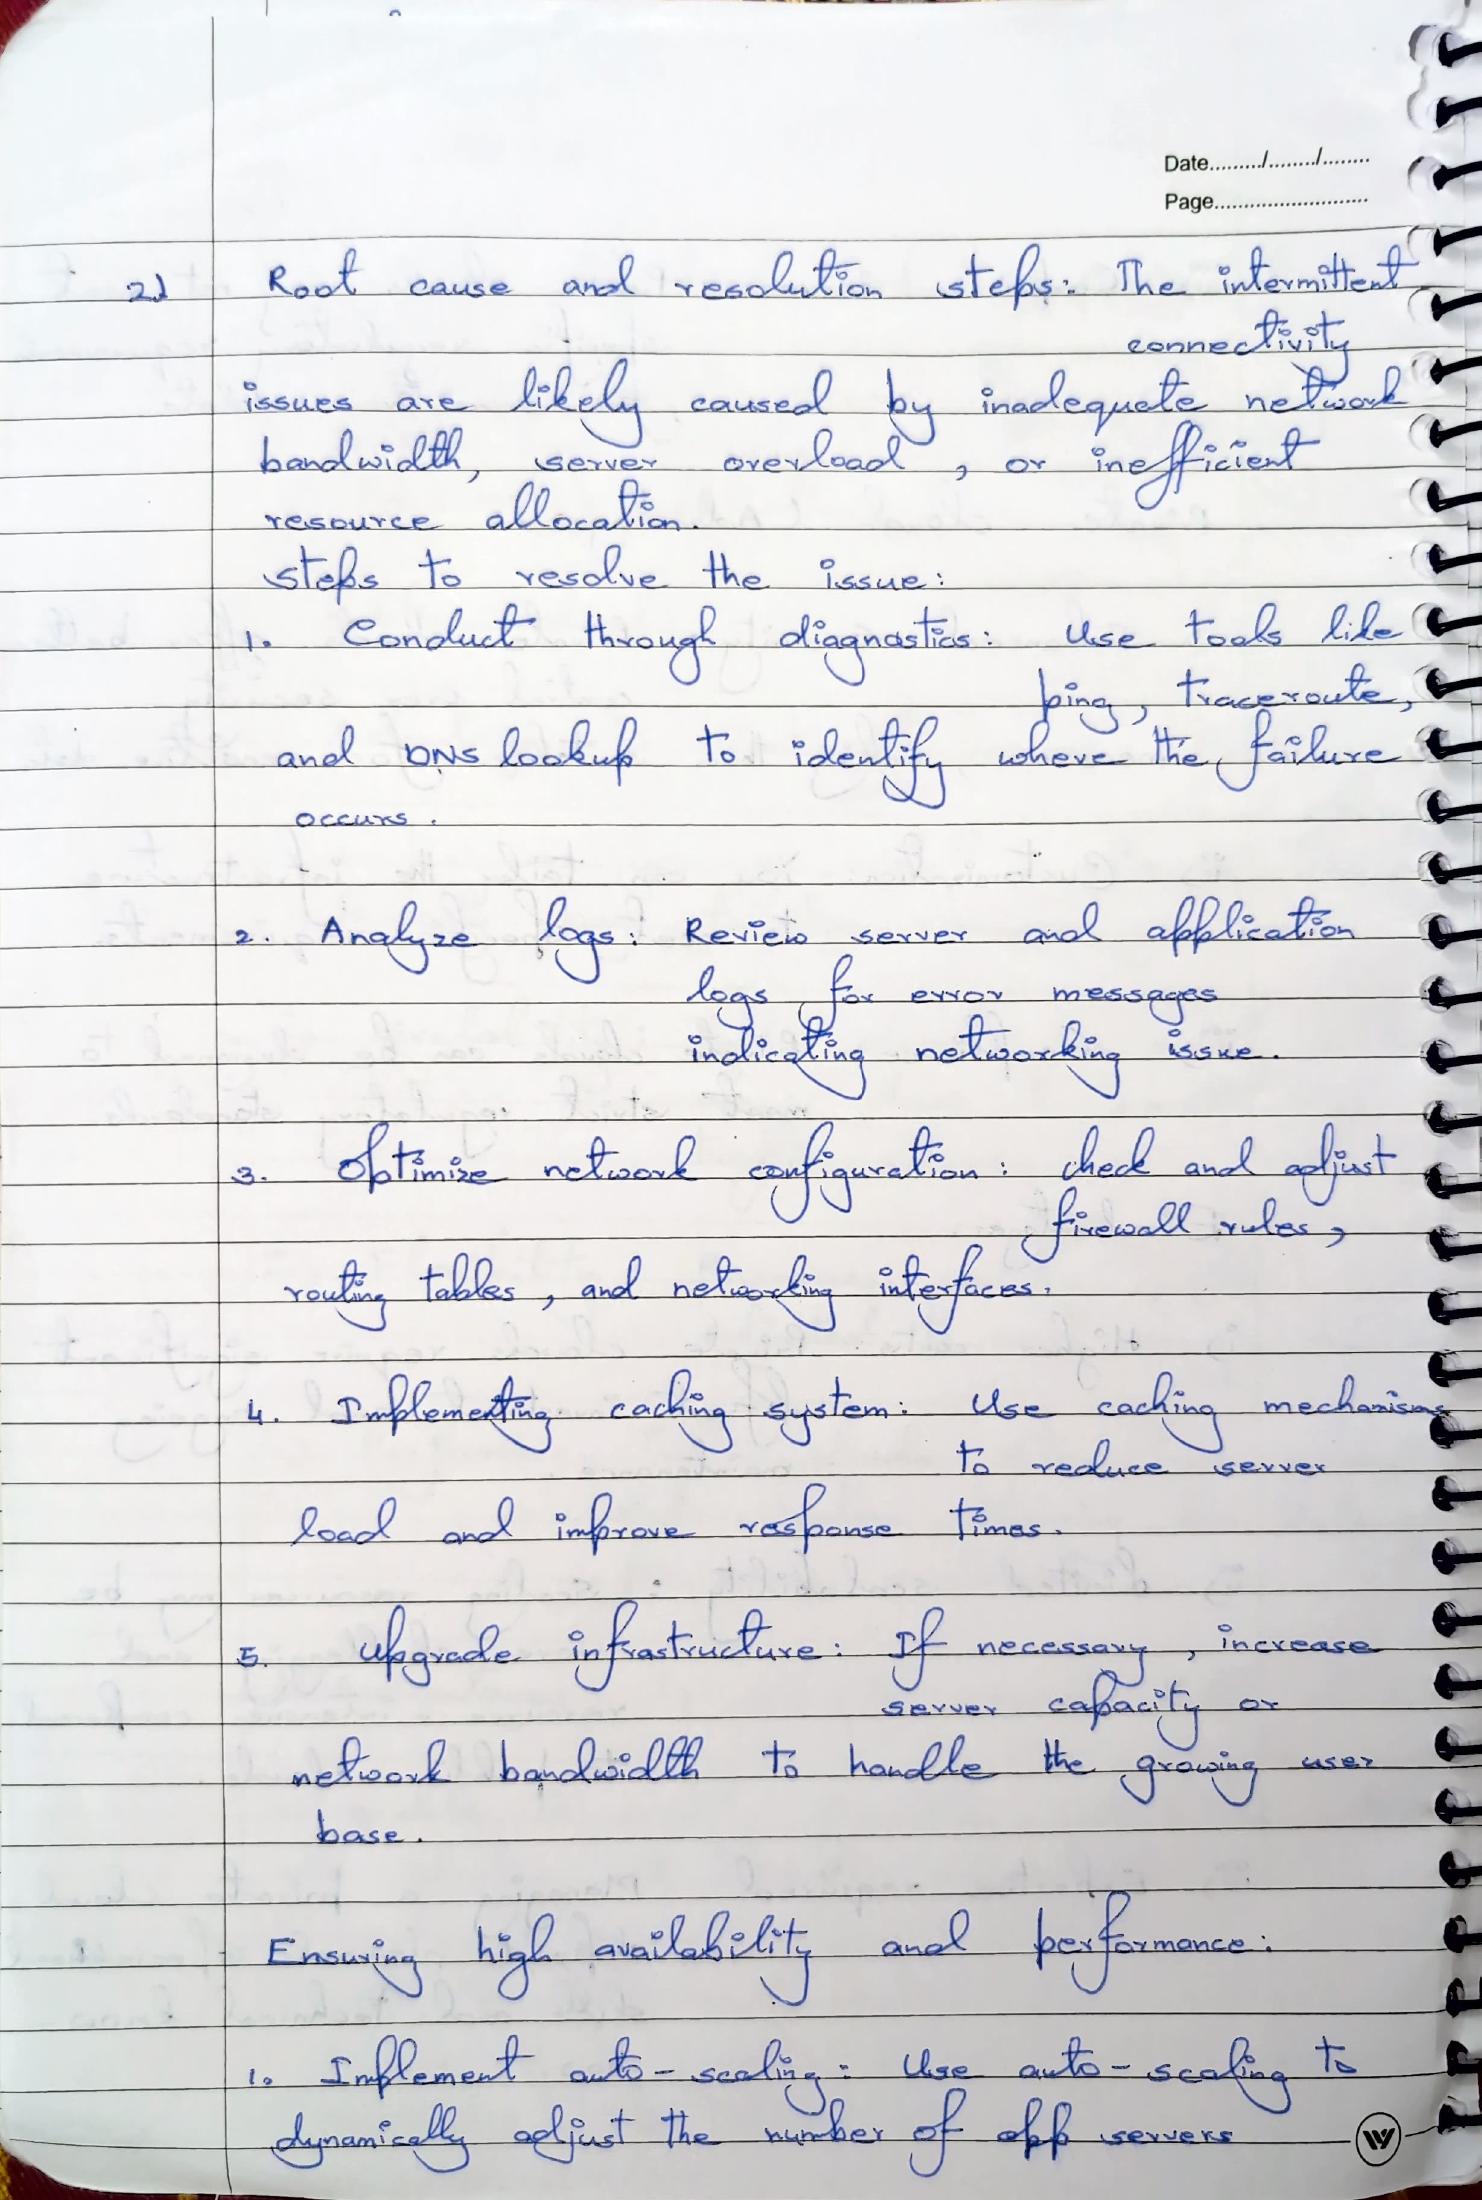 Date........./......../........
Page..........................
2) Root cause and resolution steps: The intermittent
connectivity
issues are likely caused by inadequate network
bandwidth, server overload, or inefficient
resource allocation.
steps to resolve the issue:
1. Conduct through diagnostics: Use tools like
ping, traceroute,
and DNS lookup to identify where the failure
occurs.
2. Analyze logs: Review server and application
logs for error messages
indicating networking issue.
3. Optimize network configuration: check and adjust
firewall rules,
routing tables, and networking interfaces.
4. Implementing caching system: Use caching mechanisms
to reduce server
load and improve response times.
5. Upgrade infrastructure: If necessary, increase
server capacity or
network bandwidth to handle the growing user
base.
Ensuring high availability and performance:
1. Implement auto-scaling: Use auto-scaling to
dynamically adjust the number of app servers
W